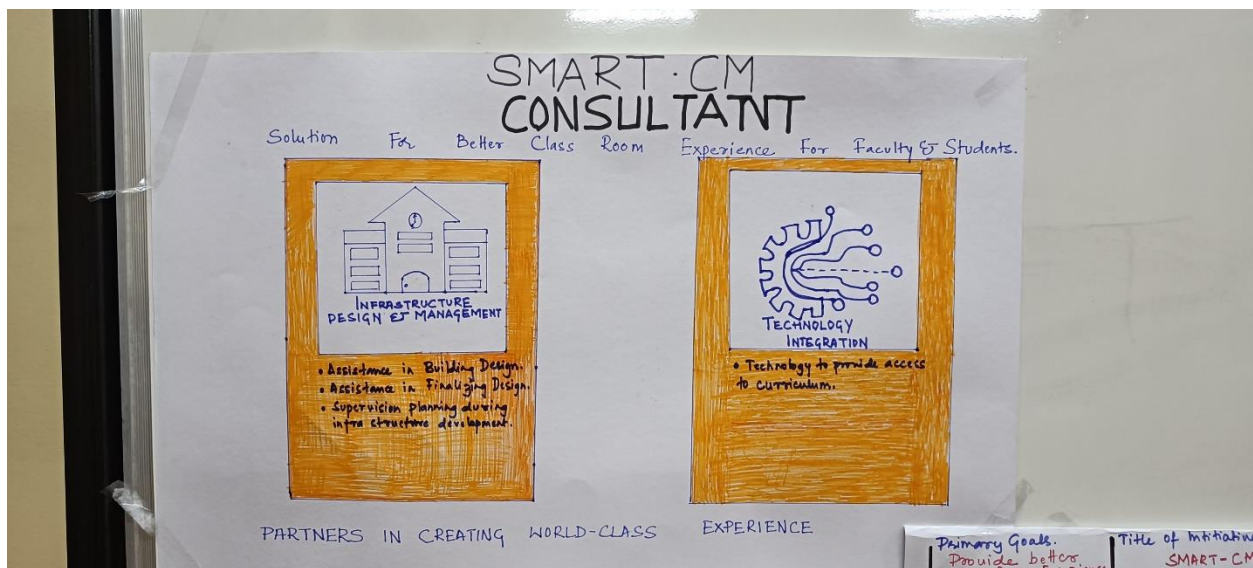 SMART·CM
CONSULTANT
Solution For Better Class Room Experience For Faculty & Students.
INFRASTRUCTURE
DESIGN & MANAGEMENT
• Assistance in Building Design.
• Assistance in Finalizing Design.
• Supervision planning during
infra structure development.
TECHNOLOGY
INTEGRATION
• Technology to provide access
to curriculum.
PARTNERS IN CREATING WORLD-CLASS EXPERIENCE
Primary Goals.
Provide better
Title of Intitiative
SMART-CM